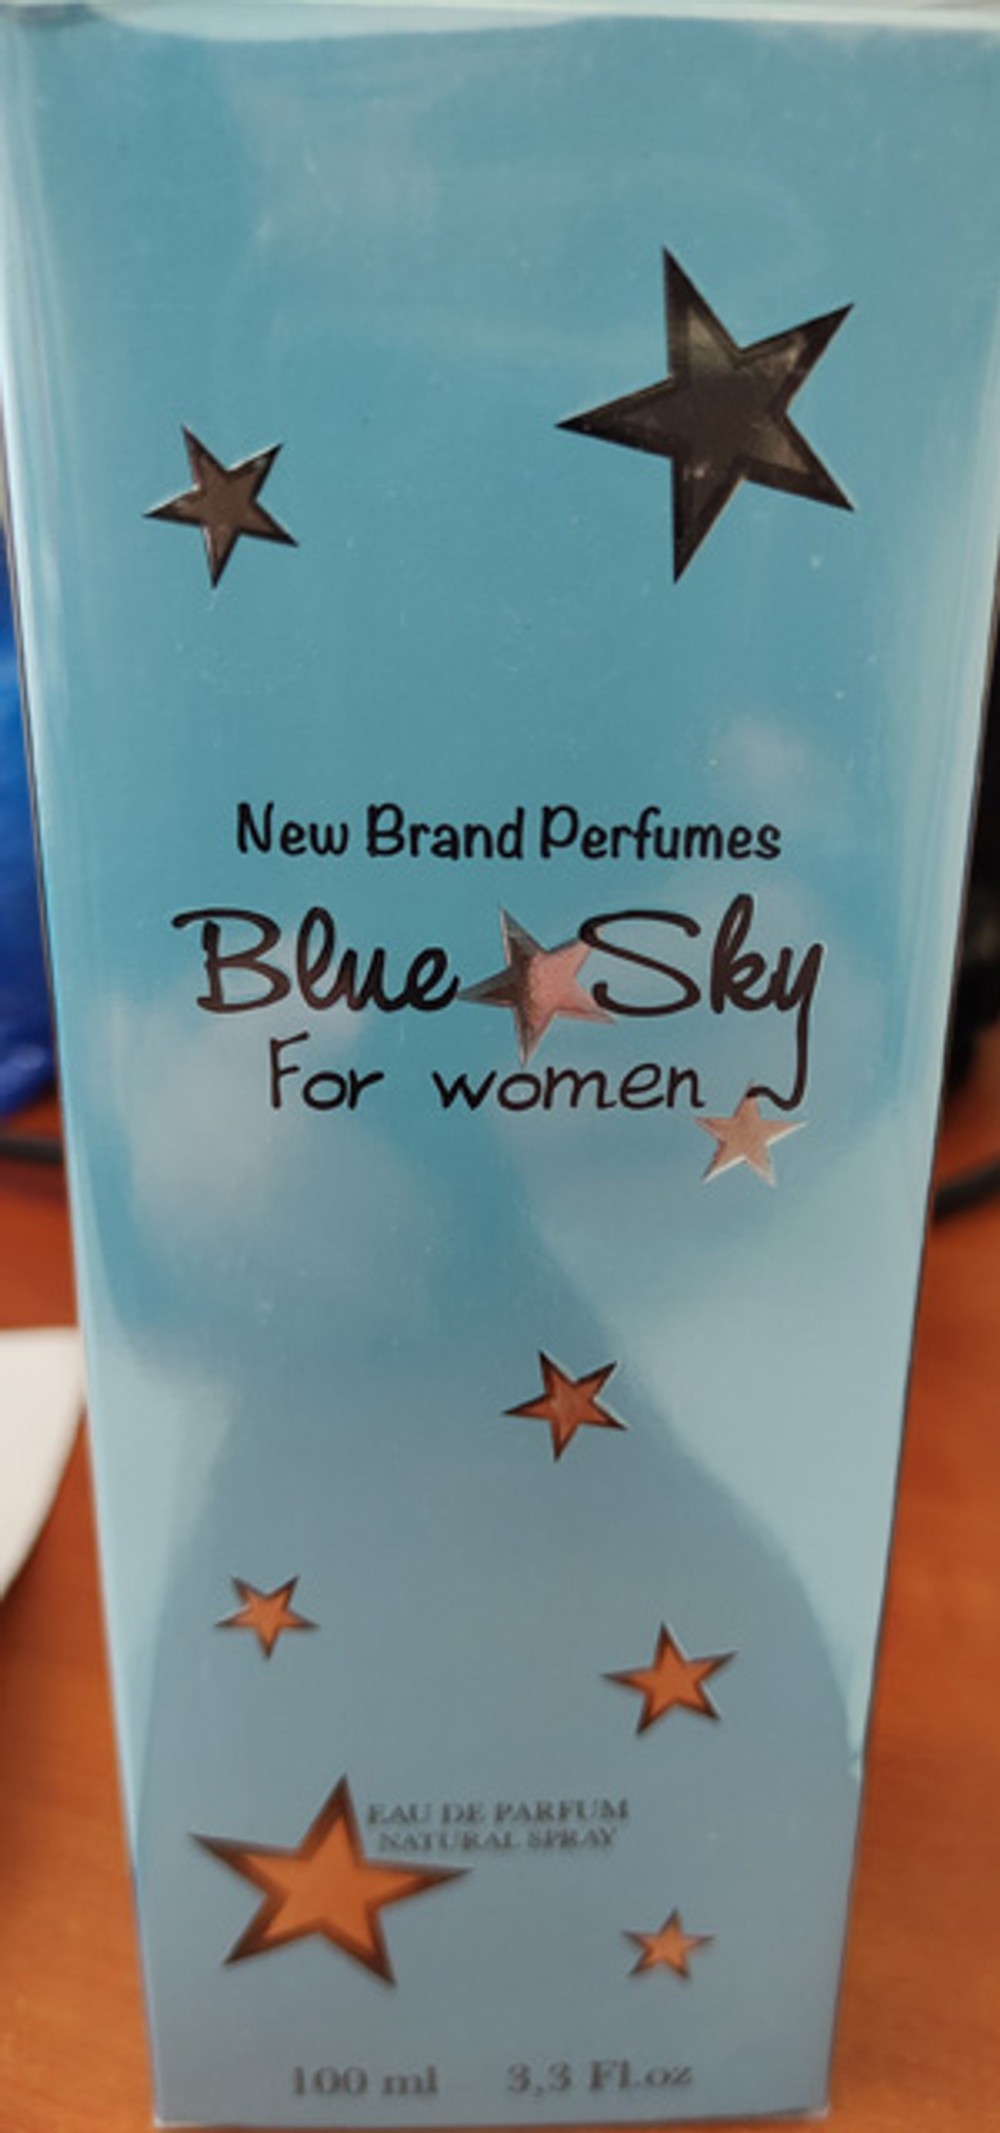 New Brand Perfumes
Blue Sky
For women
EAU DE PARFUM
NATURAL SPRAY
100 ml 3,3 Fl.oz